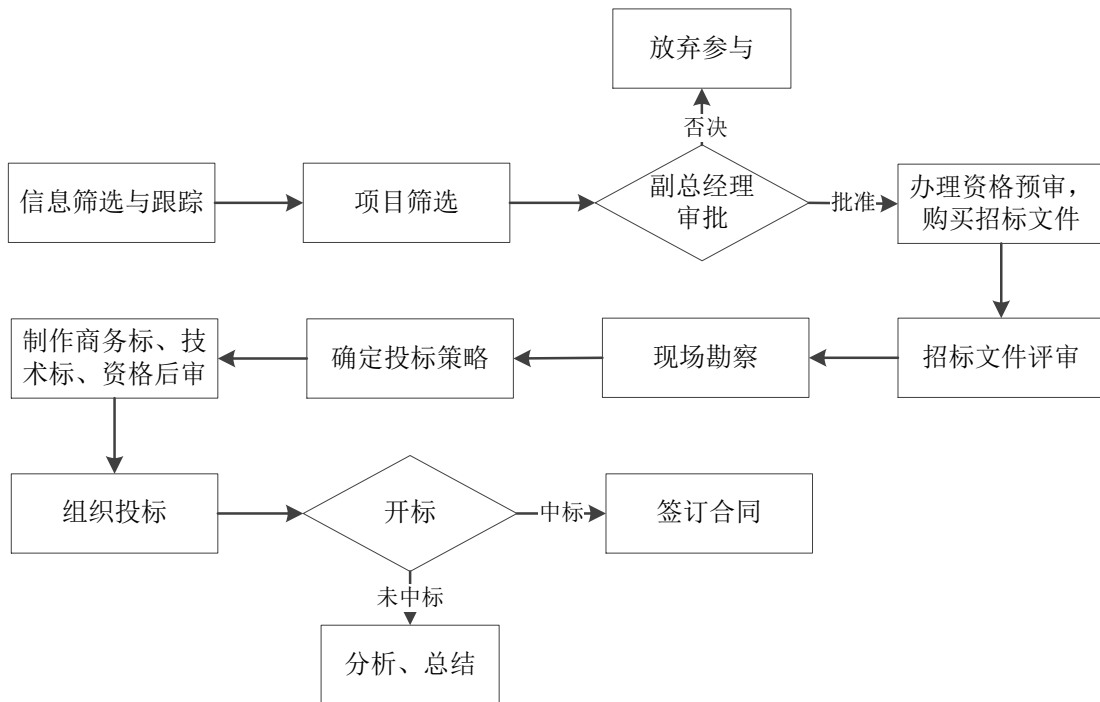 放弃参与
否决
信息筛选与跟踪
项目筛选
副总经理
审批
批准
办理资格预审，
购买招标文件
制作商务标、技
术标、资格后审
确定投标策略
现场勘察
招标文件评审
组织投标
开标
中标
签订合同
未中标
分析、总结